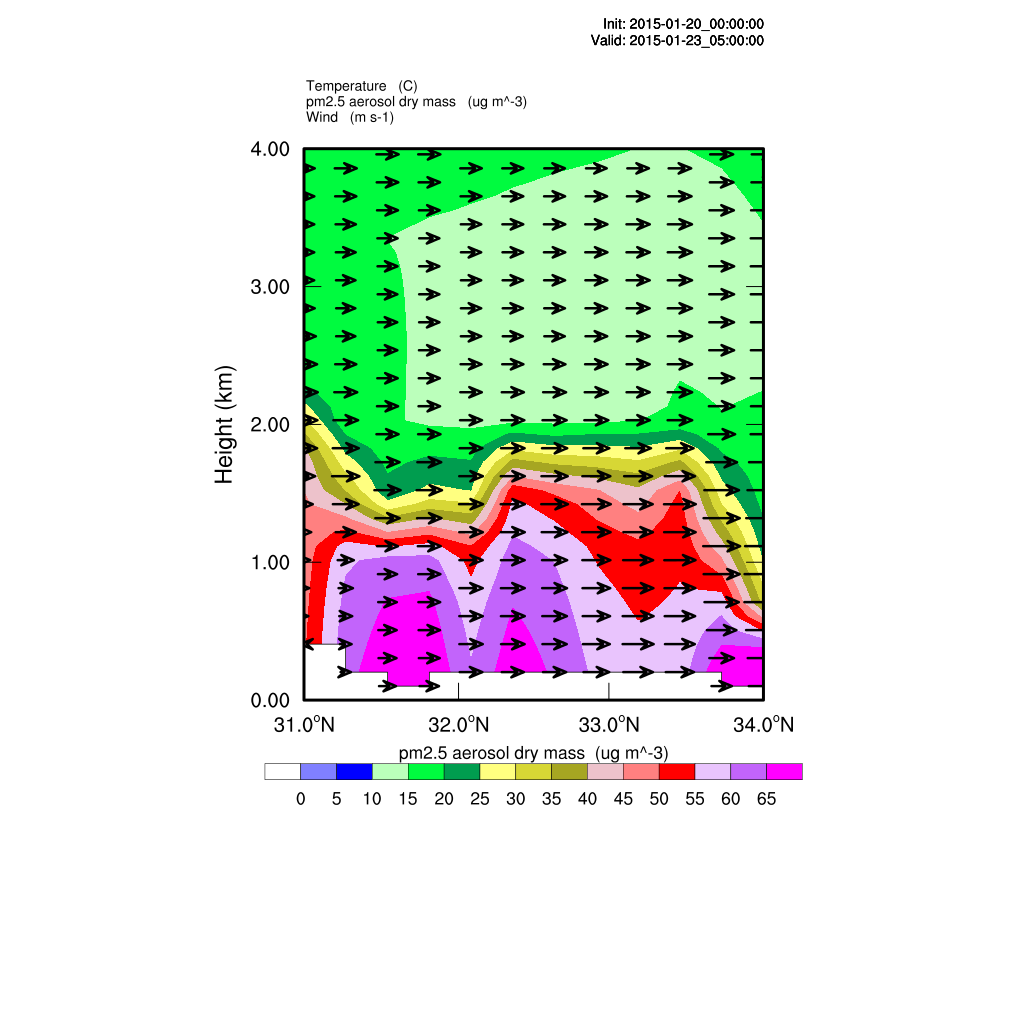 Init: 2015-01-20_00:00:00
Valid: 2015-01-23_05:00:00
Temperature (C)
pm2.5 aerosol dry mass (ug m^-3)
Wind (m s-1)
4.00
3.00
2.00
1.00
0.00
Height (km)
31.0°N 32.0°N 33.0°N 34.0°N
pm2.5 aerosol dry mass (ug m^-3)
0 5 10 15 20 25 30 35 40 45 50 55 60 65